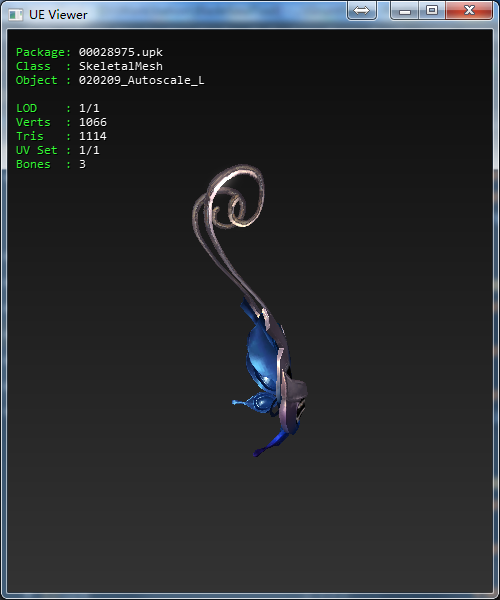 UE Viewer
Package: 00028975.upk
Class : SkeletalMesh
Object : 020209_Autoscale_L
LOD : 1/1
Verts : 1066
Tris : 1114
UV Set : 1/1
Bones : 3